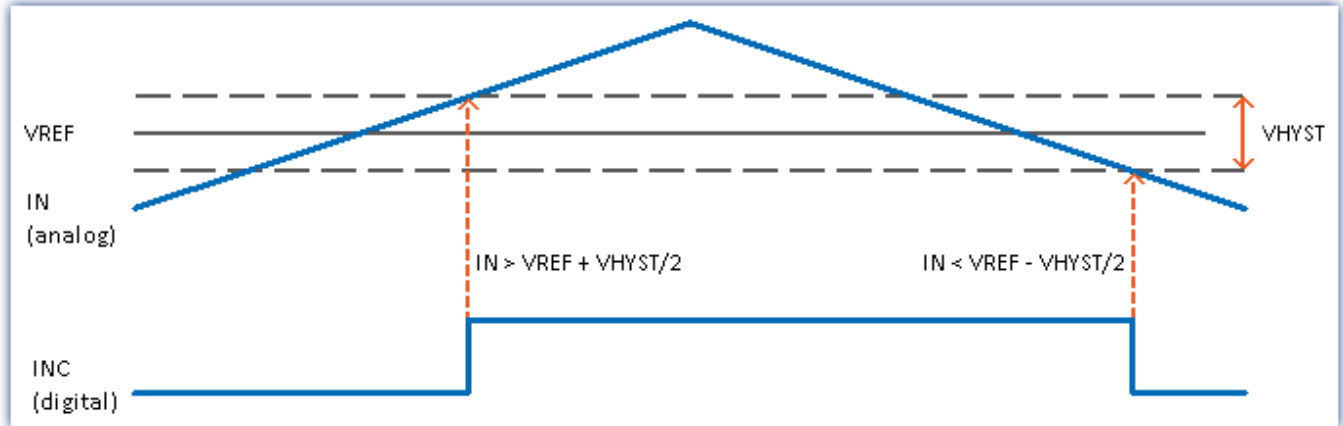 VREF
VHYST
IN
(analog)
IN > VREF + VHYST/2
IN < VREF - VHYST/2
INC
(digital)